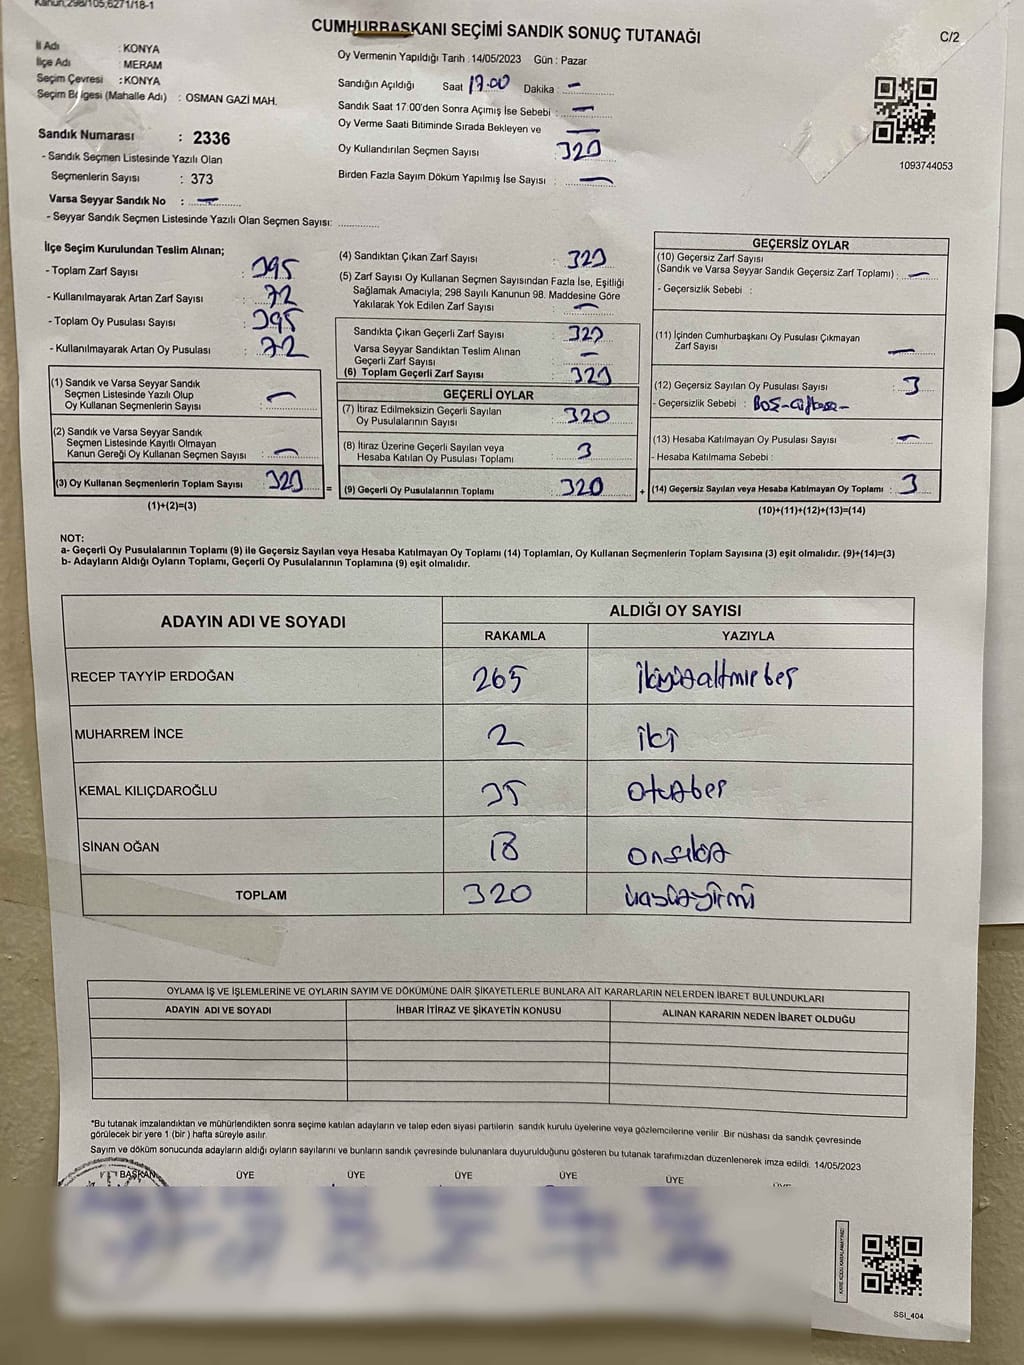 Kanun,298/105,6271/18-1
CUMHURBAŞKANI SEÇİMİ SANDIK SONUÇ TUTANAĞI
C/2
İl Adı : KONYA
İlçe Adı : MERAM
Seçim Çevresi : KONYA
Seçim Bölgesi (Mahalle Adı) : OSMAN GAZİ MAH.
Sandık Numarası : 2336
- Sandık Seçmen Listesinde Yazılı Olan
Seçmenlerin Sayısı : 373
Varsa Seyyar Sandık No : —
- Seyyar Sandık Seçmen Listesinde Yazılı Olan Seçmen Sayısı: ............
Oy Vermenin Yapıldığı Tarih :14/05/2023 Gün : Pazar
Sandığın Açıldığı Saat 17.00 Dakika : —
Sandık Saat 17:00'den Sonra Açılmış İse Sebebi : —
Oy Verme Saati Bitiminde Sırada Bekleyen ve —
Oy Kullandırılan Seçmen Sayısı : 323
Birden Fazla Sayım Döküm Yapılmış İse Sayısı : —
1093744053
İlçe Seçim Kurulundan Teslim Alınan;
- Toplam Zarf Sayısı : 395
- Kullanılmayarak Artan Zarf Sayısı : 72
- Toplam Oy Pusulası Sayısı : 395
- Kullanılmayarak Artan Oy Pusulası : 72
(1) Sandık ve Varsa Seyyar Sandık
Seçmen Listesinde Yazılı Olup
Oy Kullanan Seçmenlerin Sayısı : —
(2) Sandık ve Varsa Seyyar Sandık
Seçmen Listesinde Kayıtlı Olmayan
Kanun Gereği Oy Kullanan Seçmen Sayısı : —
(3) Oy Kullanan Seçmenlerin Toplam Sayısı : 323
(1)+(2)=(3)
(4) Sandıktan Çıkan Zarf Sayısı : 323
(5) Zarf Sayısı Oy Kullanan Seçmen Sayısından Fazla İse, Eşitliği
Sağlamak Amacıyla; 298 Sayılı Kanunun 98. Maddesine Göre
Yakılarak Yok Edilen Zarf Sayısı : —
Sandıkta Çıkan Geçerli Zarf Sayısı : 323
Varsa Seyyar Sandıktan Teslim Alınan
Geçerli Zarf Sayısı : —
(6) Toplam Geçerli Zarf Sayısı : 323
GEÇERLİ OYLAR
(7) İtiraz Edilmeksizin Geçerli Sayılan
Oy Pusulalarının Sayısı : 320
(8) İtiraz Üzerine Geçerli Sayılan veya
Hesaba Katılan Oy Pusulası Toplamı : 3
= (9) Geçerli Oy Pusulalarının Toplamı : 320 +
GEÇERSİZ OYLAR
(10) Geçersiz Zarf Sayısı
(Sandık ve Varsa Seyyar Sandık Geçersiz Zarf Toplamı) : —
- Geçersizlik Sebebi :
(11) İçinden Cumhurbaşkanı Oy Pusulası Çıkmayan
Zarf Sayısı : —
(12) Geçersiz Sayılan Oy Pusulası Sayısı : 3
- Geçersizlik Sebebi : Boş-
(13) Hesaba Katılmayan Oy Pusulası Sayısı : —
- Hesaba Katılmama Sebebi :
(14) Geçersiz Sayılan veya Hesaba Katılmayan Oy Toplamı : 3
(10)+(11)+(12)+(13)=(14)
NOT:
a- Geçerli Oy Pusulalarının Toplamı (9) ile Geçersiz Sayılan veya Hesaba Katılmayan Oy Toplamı (14) Toplamları, Oy Kullanan Seçmenlerin Toplam Sayısına (3) eşit olmalıdır. (9)+(14)=(3)
b- Adayların Aldığı Oyların Toplamı, Geçerli Oy Pusulalarının Toplamına (9) eşit olmalıdır.
ADAYIN ADI VE SOYADI
ALDIĞI OY SAYISI
RAKAMLA YAZIYLA
RECEP TAYYİP ERDOĞAN 265 ikiyüzaltmışbeş
MUHARREM İNCE 2 iki
KEMAL KILIÇDAROĞLU 35 otuzbeş
SİNAN OĞAN 18 onsekiz
TOPLAM 320 üçyüzyirmi
OYLAMA İŞ VE İŞLEMLERİNE VE OYLARIN SAYIM VE DÖKÜMÜNE DAİR ŞİKAYETLERLE BUNLARA AİT KARARLARIN NELERDEN İBARET BULUNDUKLARI
ADAYIN ADI VE SOYADI İHBAR İTİRAZ VE ŞİKAYETİN KONUSU ALINAN KARARIN NEDEN İBARET OLDUĞU
*Bu tutanak imzalandıktan ve mühürlendikten sonra seçime katılan adayların ve talep eden siyasi partilerin sandık kurulu üyelerine veya gözlemcilerine verilir. Bir nüshası da sandık çevresinde
görülecek bir yere 1 (bir) hafta süreyle asılır.
Sayım ve döküm sonucunda adayların aldığı oyların sayılarını ve bunların sandık çevresinde bulunanlara duyurulduğunu gösteren bu tutanak tarafımızdan düzenlenerek imza edildi. 14/05/2023
BAŞKAN ÜYE ÜYE ÜYE ÜYE ÜYE
SSI_404